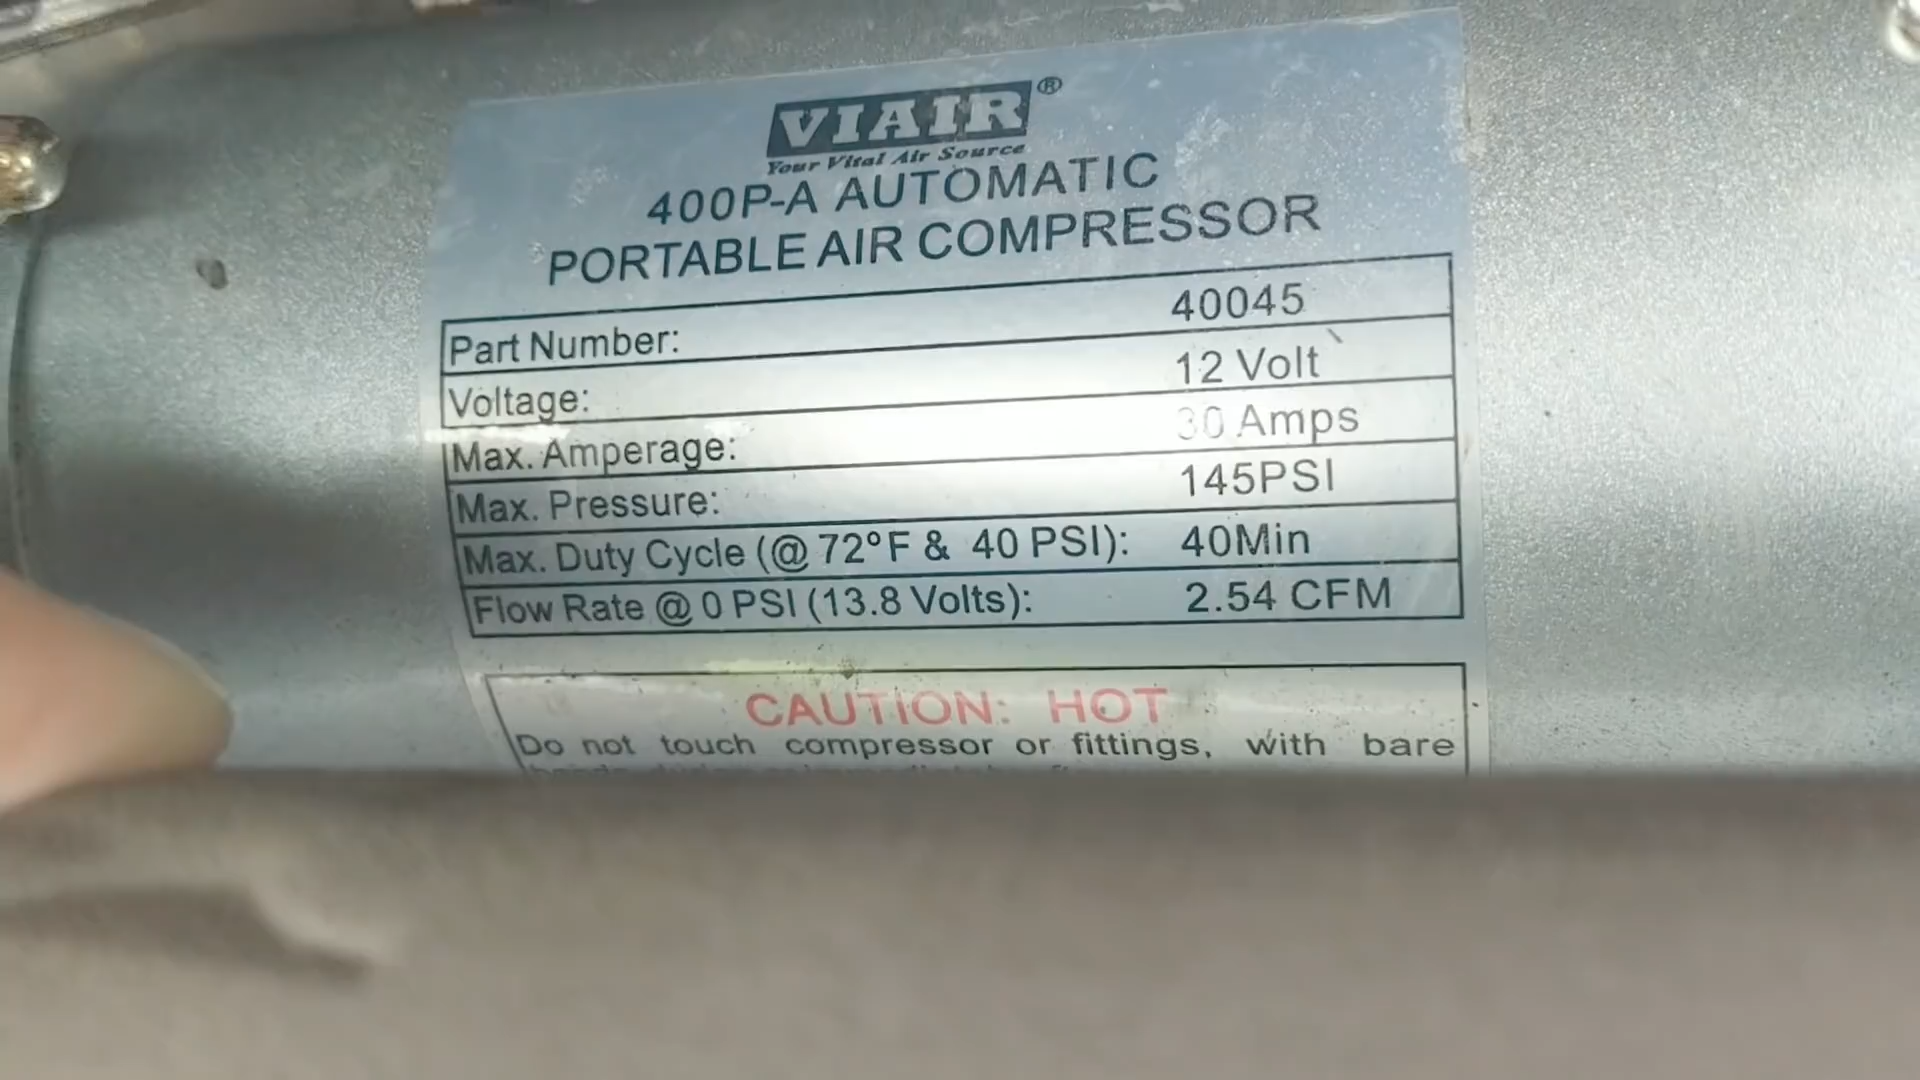 VIAIR®
Your Vital Air Source
400P-A AUTOMATIC
PORTABLE AIR COMPRESSOR
Part Number: 40045
Voltage: 12 Volt
Max. Amperage: 30 Amps
Max. Pressure: 145PSI
Max. Duty Cycle (@ 72°F & 40 PSI): 40Min
Flow Rate @ 0 PSI (13.8 Volts): 2.54 CFM
CAUTION: HOT
Do not touch compressor or fittings, with bare